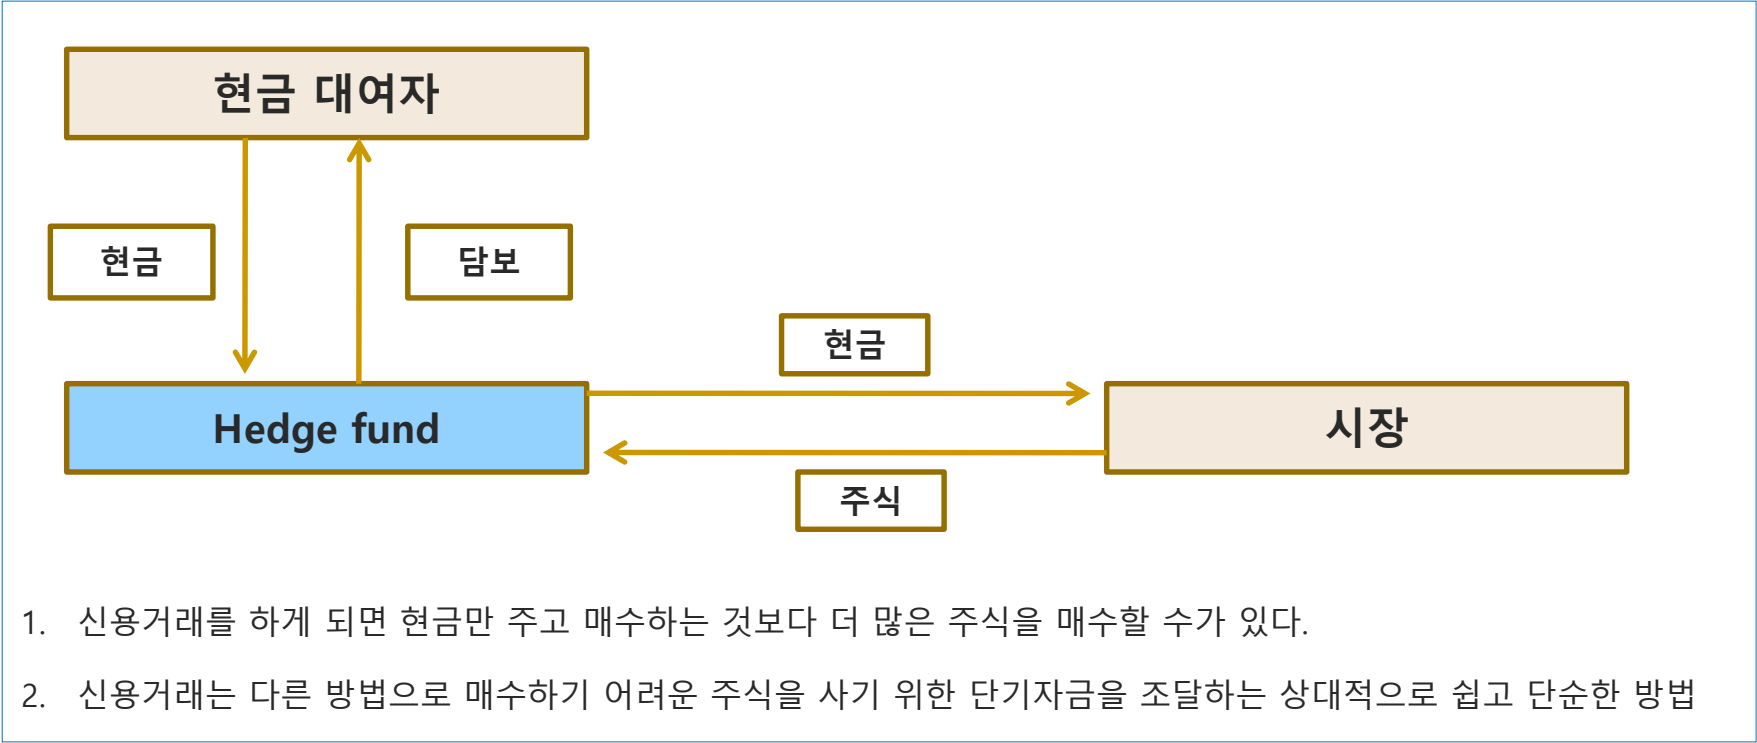 현금 대여자
현금
담보
현금
Hedge fund
시장
주식
1. 신용거래를 하게 되면 현금만 주고 매수하는 것보다 더 많은 주식을 매수할 수가 있다.
2. 신용거래는 다른 방법으로 매수하기 어려운 주식을 사기 위한 단기자금을 조달하는 상대적으로 쉽고 단순한 방법